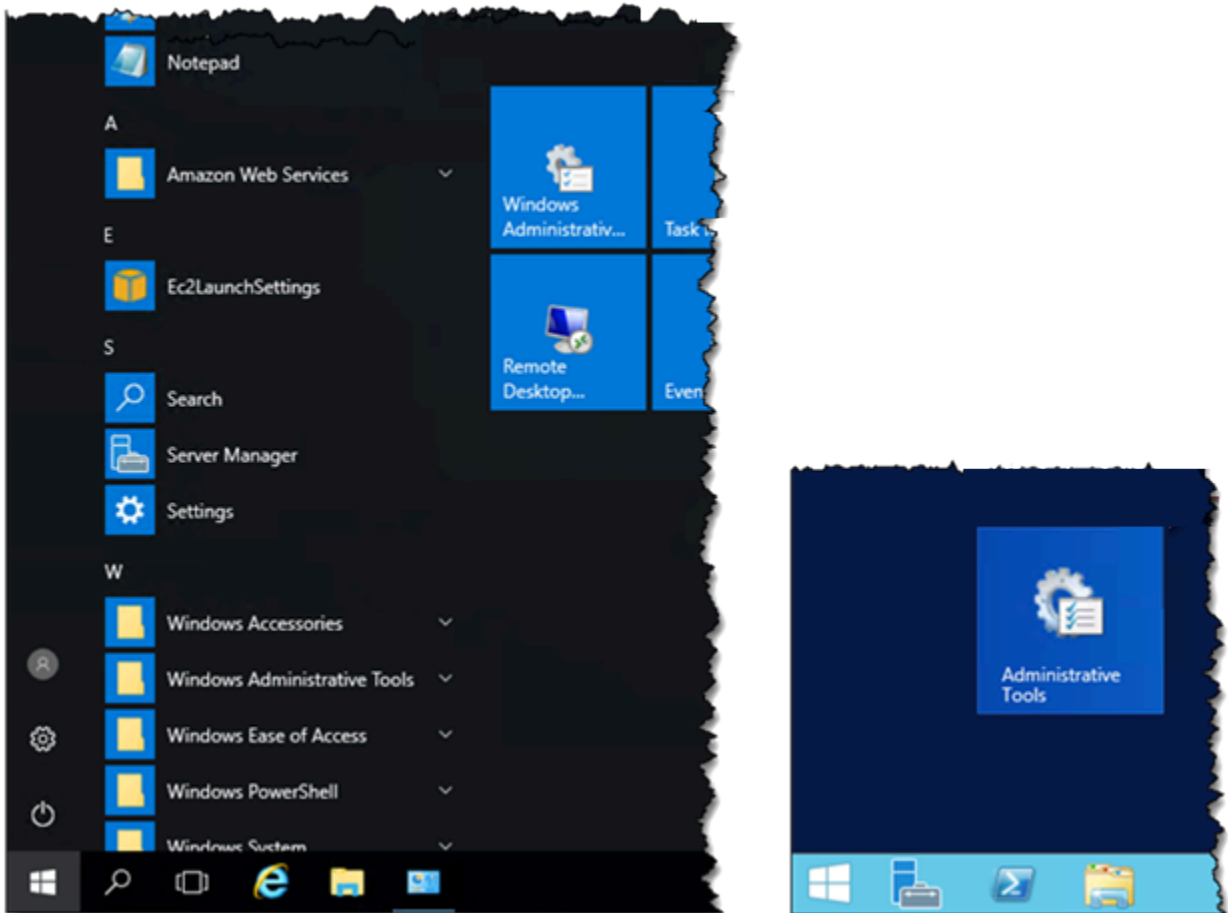 Notepad
A
Amazon Web Services
E
Ec2LaunchSettings
S
Search
Server Manager
Settings
W
Windows Accessories
Windows Administrative Tools
Windows Ease of Access
Windows PowerShell
Windows System
Windows
Administrativ...
Task
Remote
Desktop...
Even
Administrative
Tools